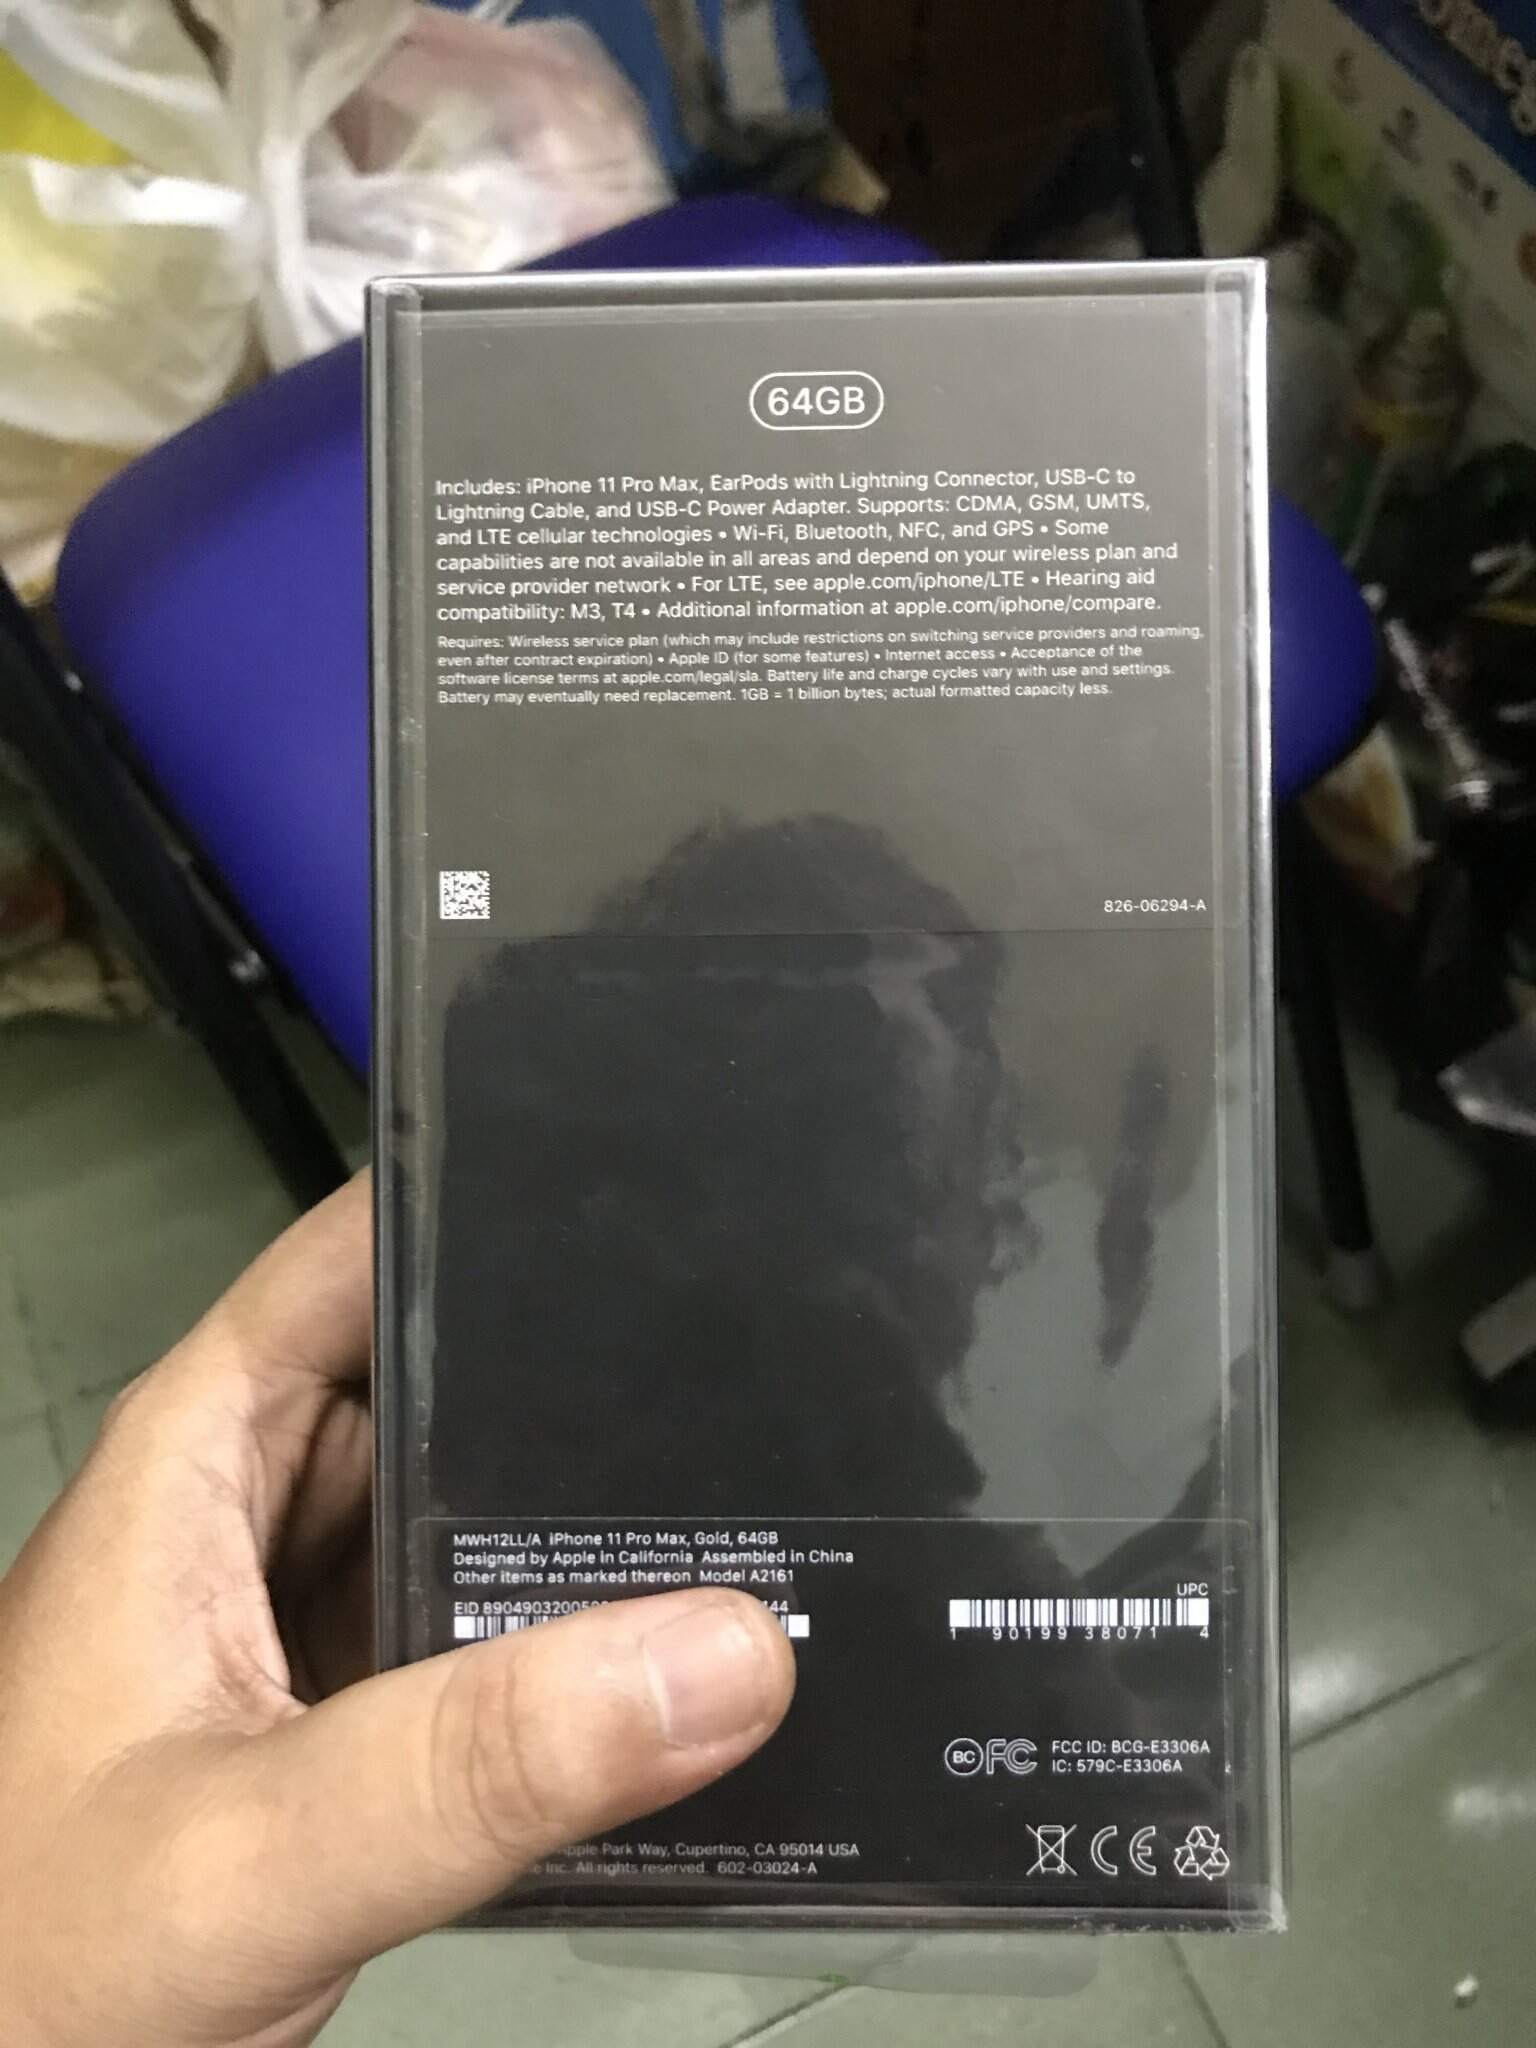 64GB
Includes: iPhone 11 Pro Max, EarPods with Lightning Connector, USB-C to
Lightning Cable, and USB-C Power Adapter. Supports: CDMA, GSM, UMTS,
and LTE cellular technologies • Wi-Fi, Bluetooth, NFC, and GPS • Some
capabilities are not available in all areas and depend on your wireless plan and
service provider network • For LTE, see apple.com/iphone/LTE • Hearing aid
compatibility: M3, T4 • Additional information at apple.com/iphone/compare.
Requires: Wireless service plan (which may include restrictions on switching service providers and roaming,
even after contract expiration) • Apple ID (for some features) • Internet access • Acceptance of the
software license terms at apple.com/legal/sla. Battery life and charge cycles vary with use and settings.
Battery may eventually need replacement. 1GB = 1 billion bytes; actual formatted capacity less.
826-06294-A
MWH12LL/A iPhone 11 Pro Max, Gold, 64GB
Designed by Apple in California Assembled in China
Other items as marked thereon Model A2161
EID
UPC
1 90199 38071 4
BC FC FCC ID: BCG-E3306A
IC: 579C-E3306A
Park Way, Cupertino, CA 95014 USA
Inc. All rights reserved. 602-03024-A
CE